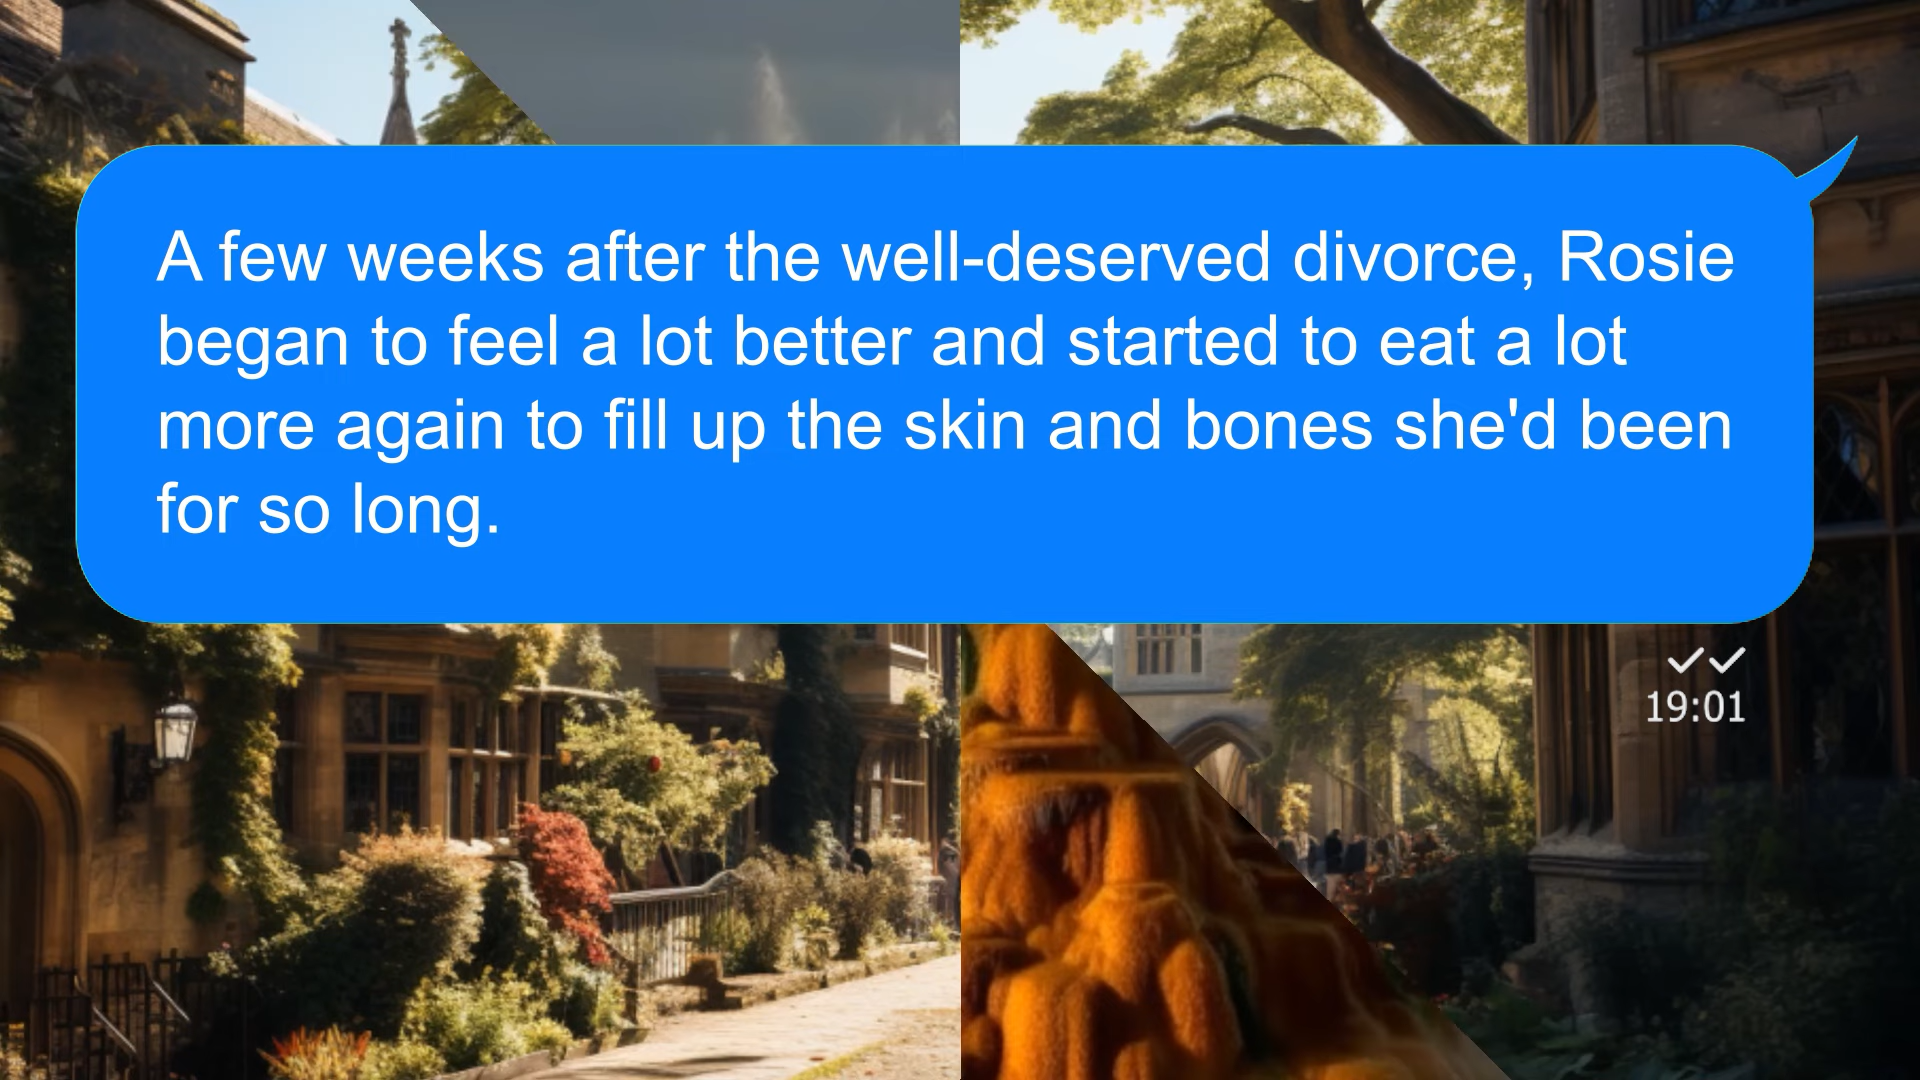 A few weeks after the well-deserved divorce, Rosie
began to feel a lot better and started to eat a lot
more again to fill up the skin and bones she'd been
for so long.
19:01